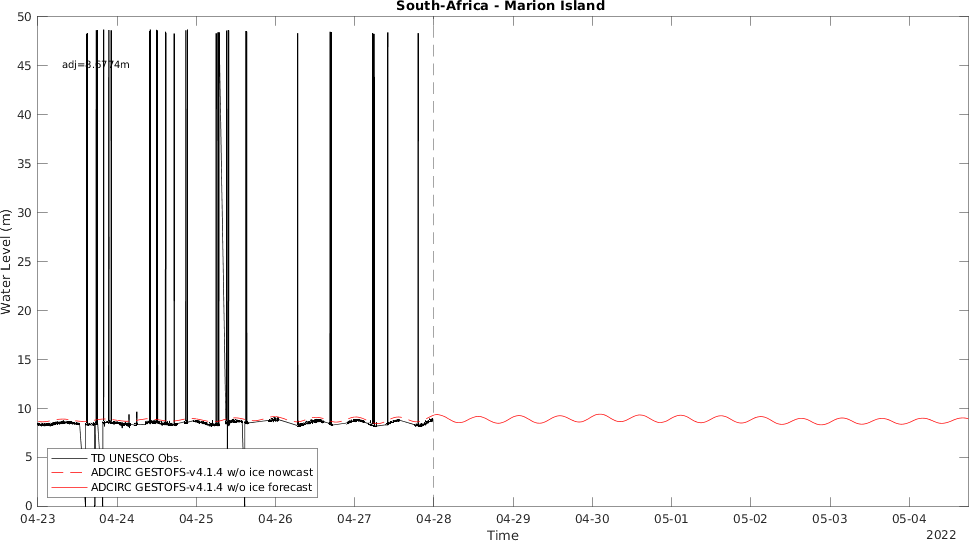 South-Africa - Marion Island
50
45
40
35
30
25
20
15
10
5
0
Water Level (m)
adj=8.6774m
TD UNESCO Obs.
ADCIRC GESTOFS-v4.1.4 w/o ice nowcast
ADCIRC GESTOFS-v4.1.4 w/o ice forecast
04-23 04-24 04-25 04-26 04-27 04-28 04-29 04-30 05-01 05-02 05-03 05-04
Time
2022